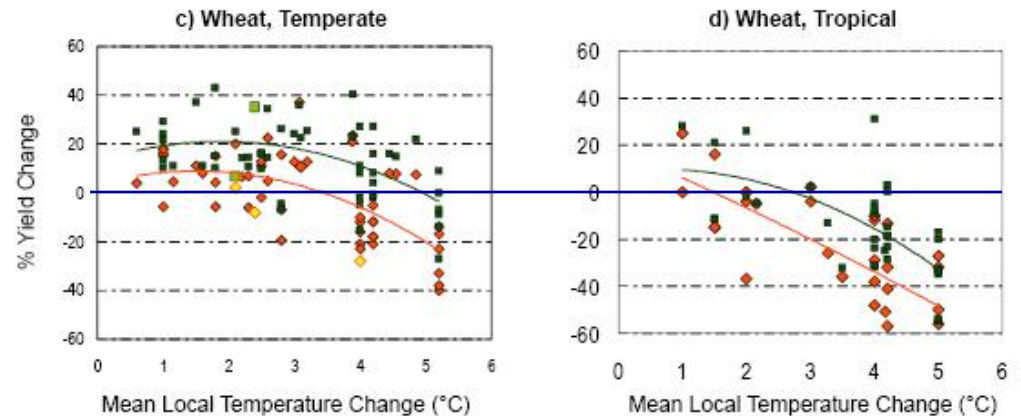 c) Wheat, Temperate
% Yield Change
60
40
20
0
-20
-40
-60
0 1 2 3 4 5 6
Mean Local Temperature Change (°C)
d) Wheat, Tropical
60
40
20
0
-20
-40
-60
0 1 2 3 4 5 6
Mean Local Temperature Change (°C)